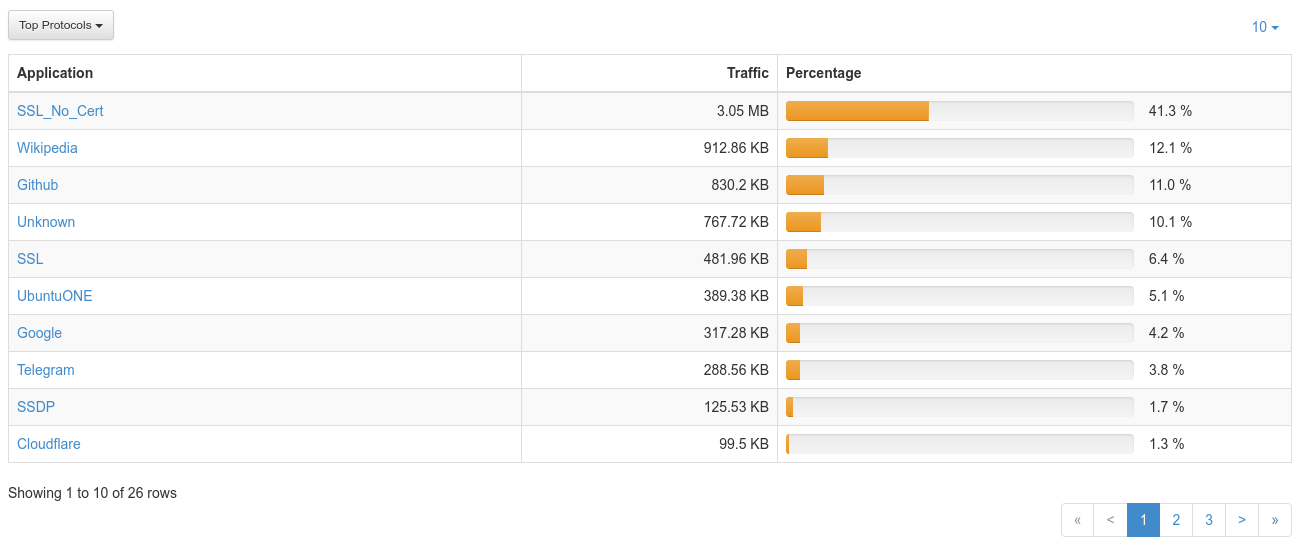 Top Protocols
10
Application Traffic Percentage
SSL_No_Cert 3.05 MB 41.3 %
Wikipedia 912.86 KB 12.1 %
Github 830.2 KB 11.0 %
Unknown 767.72 KB 10.1 %
SSL 481.96 KB 6.4 %
UbuntuONE 389.38 KB 5.1 %
Google 317.28 KB 4.2 %
Telegram 288.56 KB 3.8 %
SSDP 125.53 KB 1.7 %
Cloudflare 99.5 KB 1.3 %
Showing 1 to 10 of 26 rows
« < 1 2 3 > »